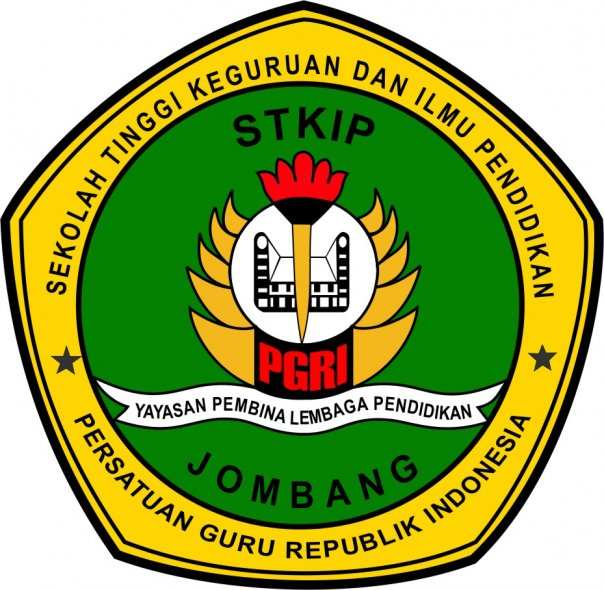 SEKOLAH TINGGI KEGURUAN DAN ILMU PENDIDIKAN
STKIP
PGRI
YAYASAN PEMBINA LEMBAGA PENDIDIKAN
JOMBANG
PERSATUAN GURU REPUBLIK INDONESIA